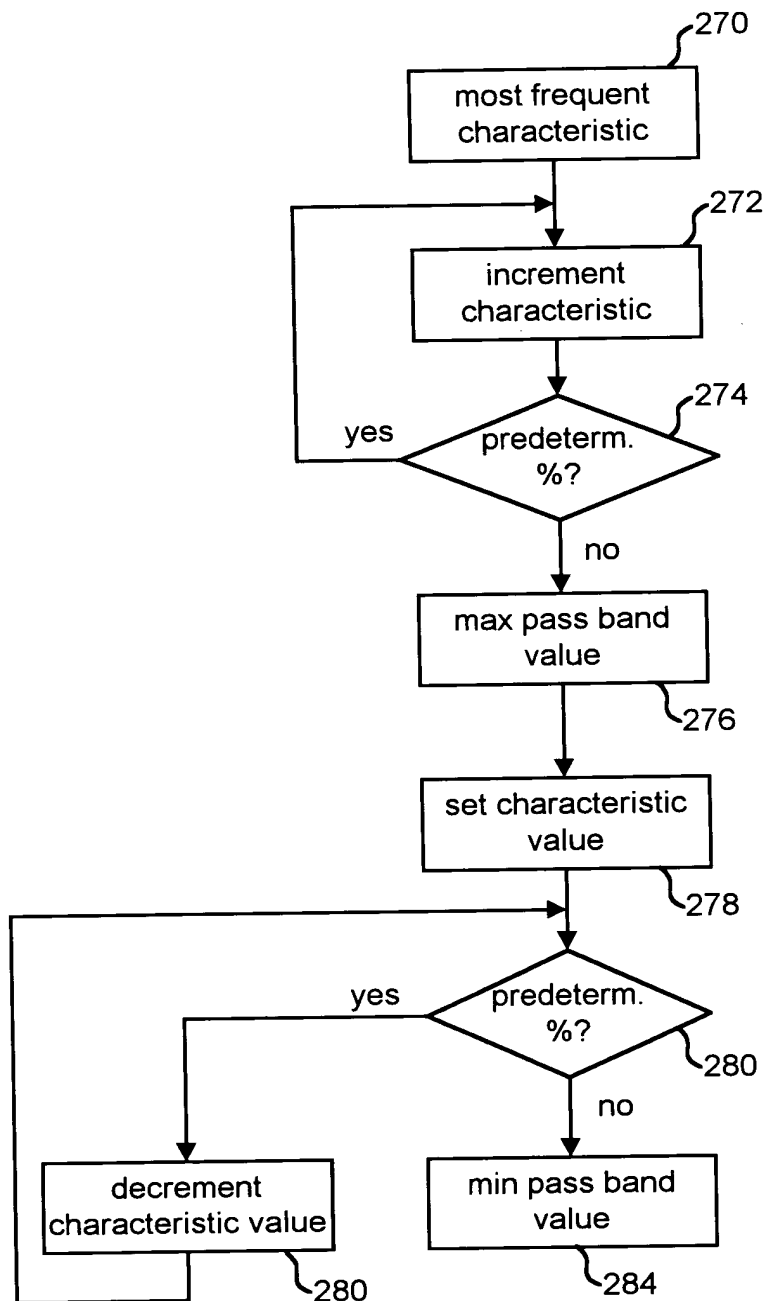 270
most frequent
characteristic
272
increment
characteristic
274
yes
predeterm.
%?
no
max pass band
value
276
set characteristic
value
278
yes
predeterm.
%?
280
no
decrement
characteristic value
280
min pass band
value
284